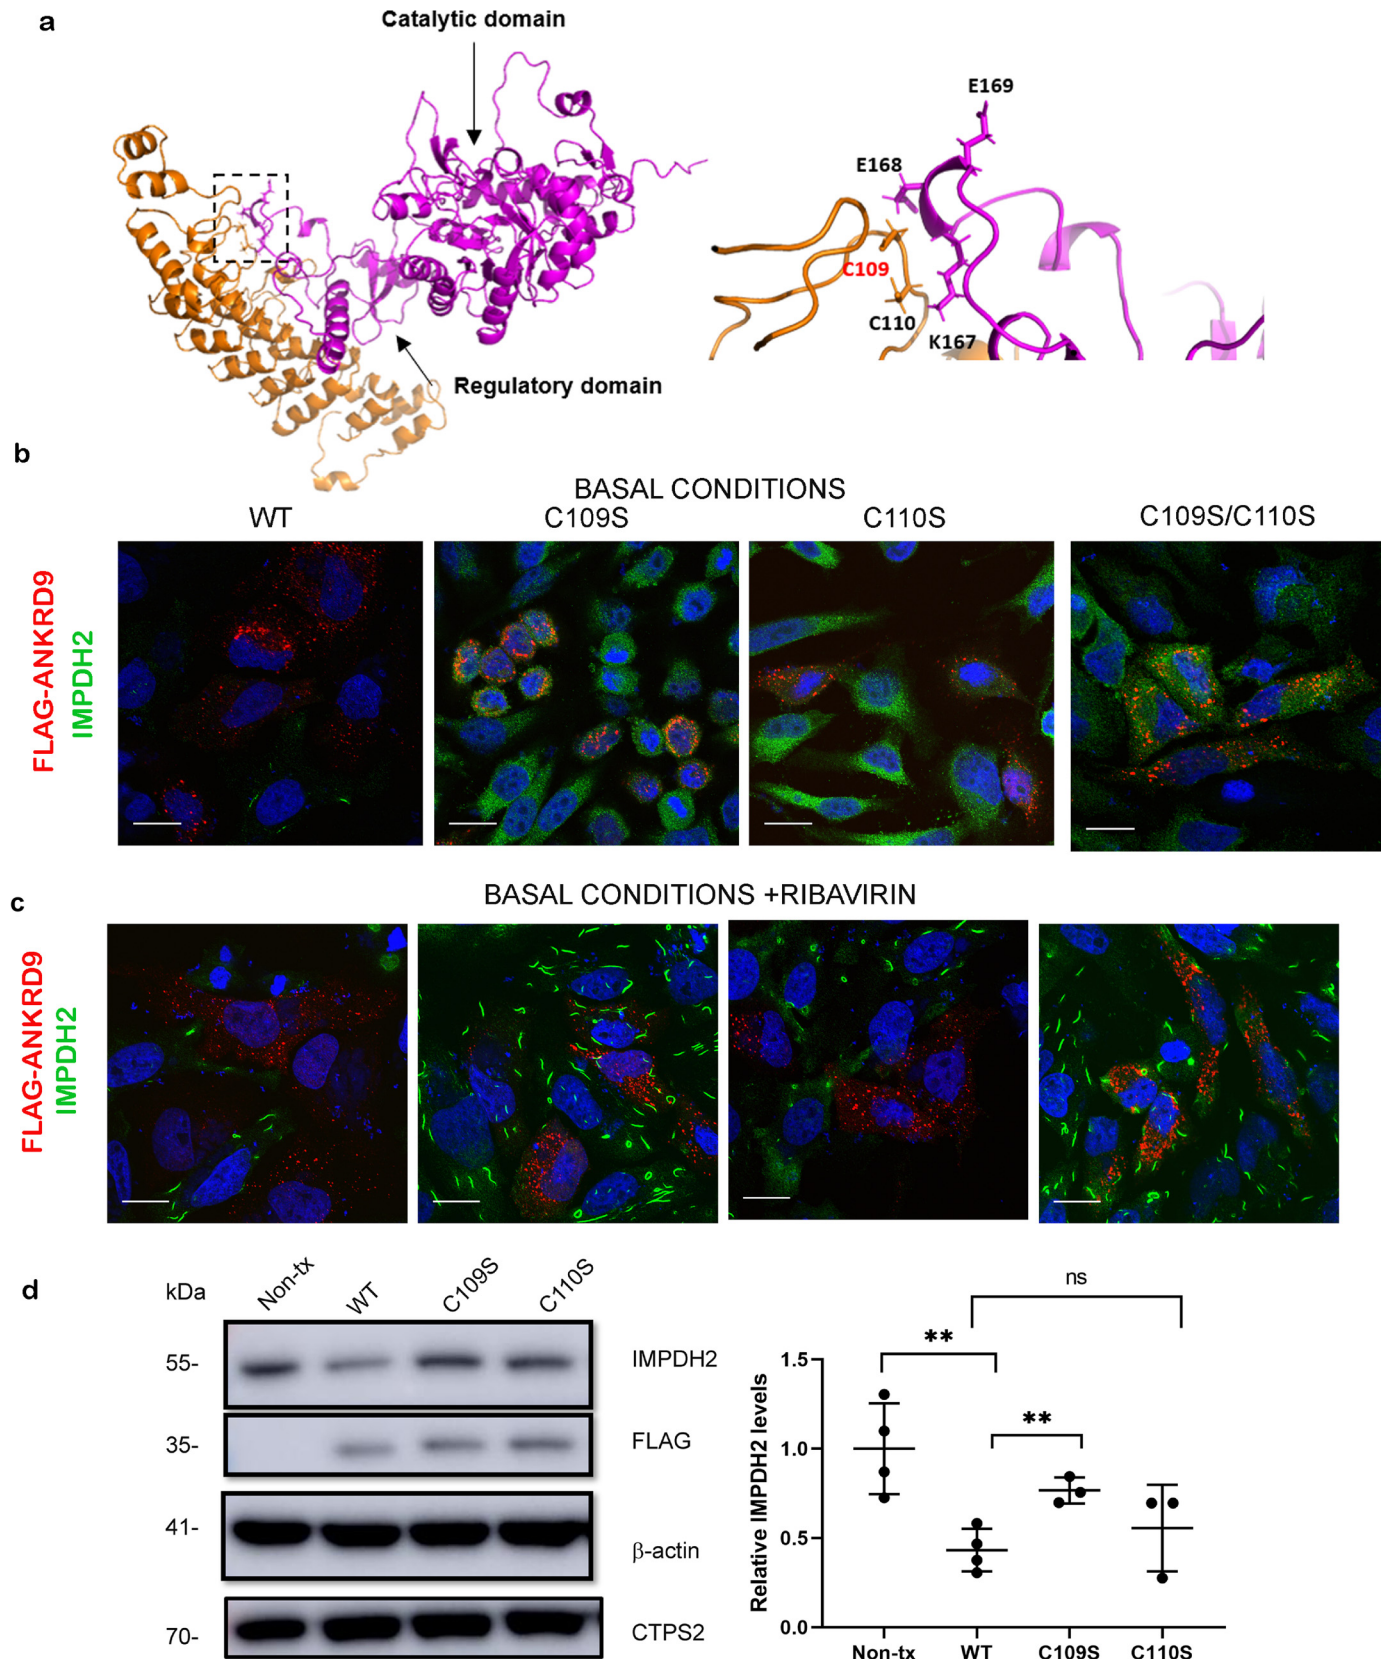 a
Catalytic domain
Regulatory domain
E169
E168
C109
C110
K167
b
BASAL CONDITIONS
WT
C109S
C110S
C109S/C110S
FLAG-ANKRD9
IMPDH2
c
BASAL CONDITIONS +RIBAVIRIN
FLAG-ANKRD9
IMPDH2
d
kDa
Non-tx
WT
C109S
C110S
55-
IMPDH2
35-
FLAG
41-
β-actin
70-
CTPS2
ns
**
**
Relative IMPDH2 levels
1.5
1.0
0.5
0.0
Non-tx
WT
C109S
C110S